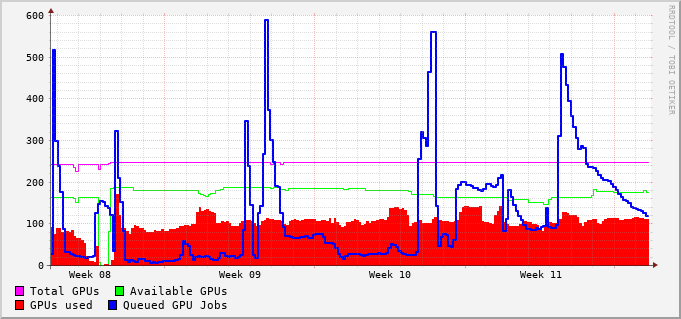 600
500
400
300
200
100
0
Week 08 Week 09 Week 10 Week 11
Total GPUs Available GPUs
GPUs used Queued GPU Jobs
RRDTOOL / TOBI OETIKER